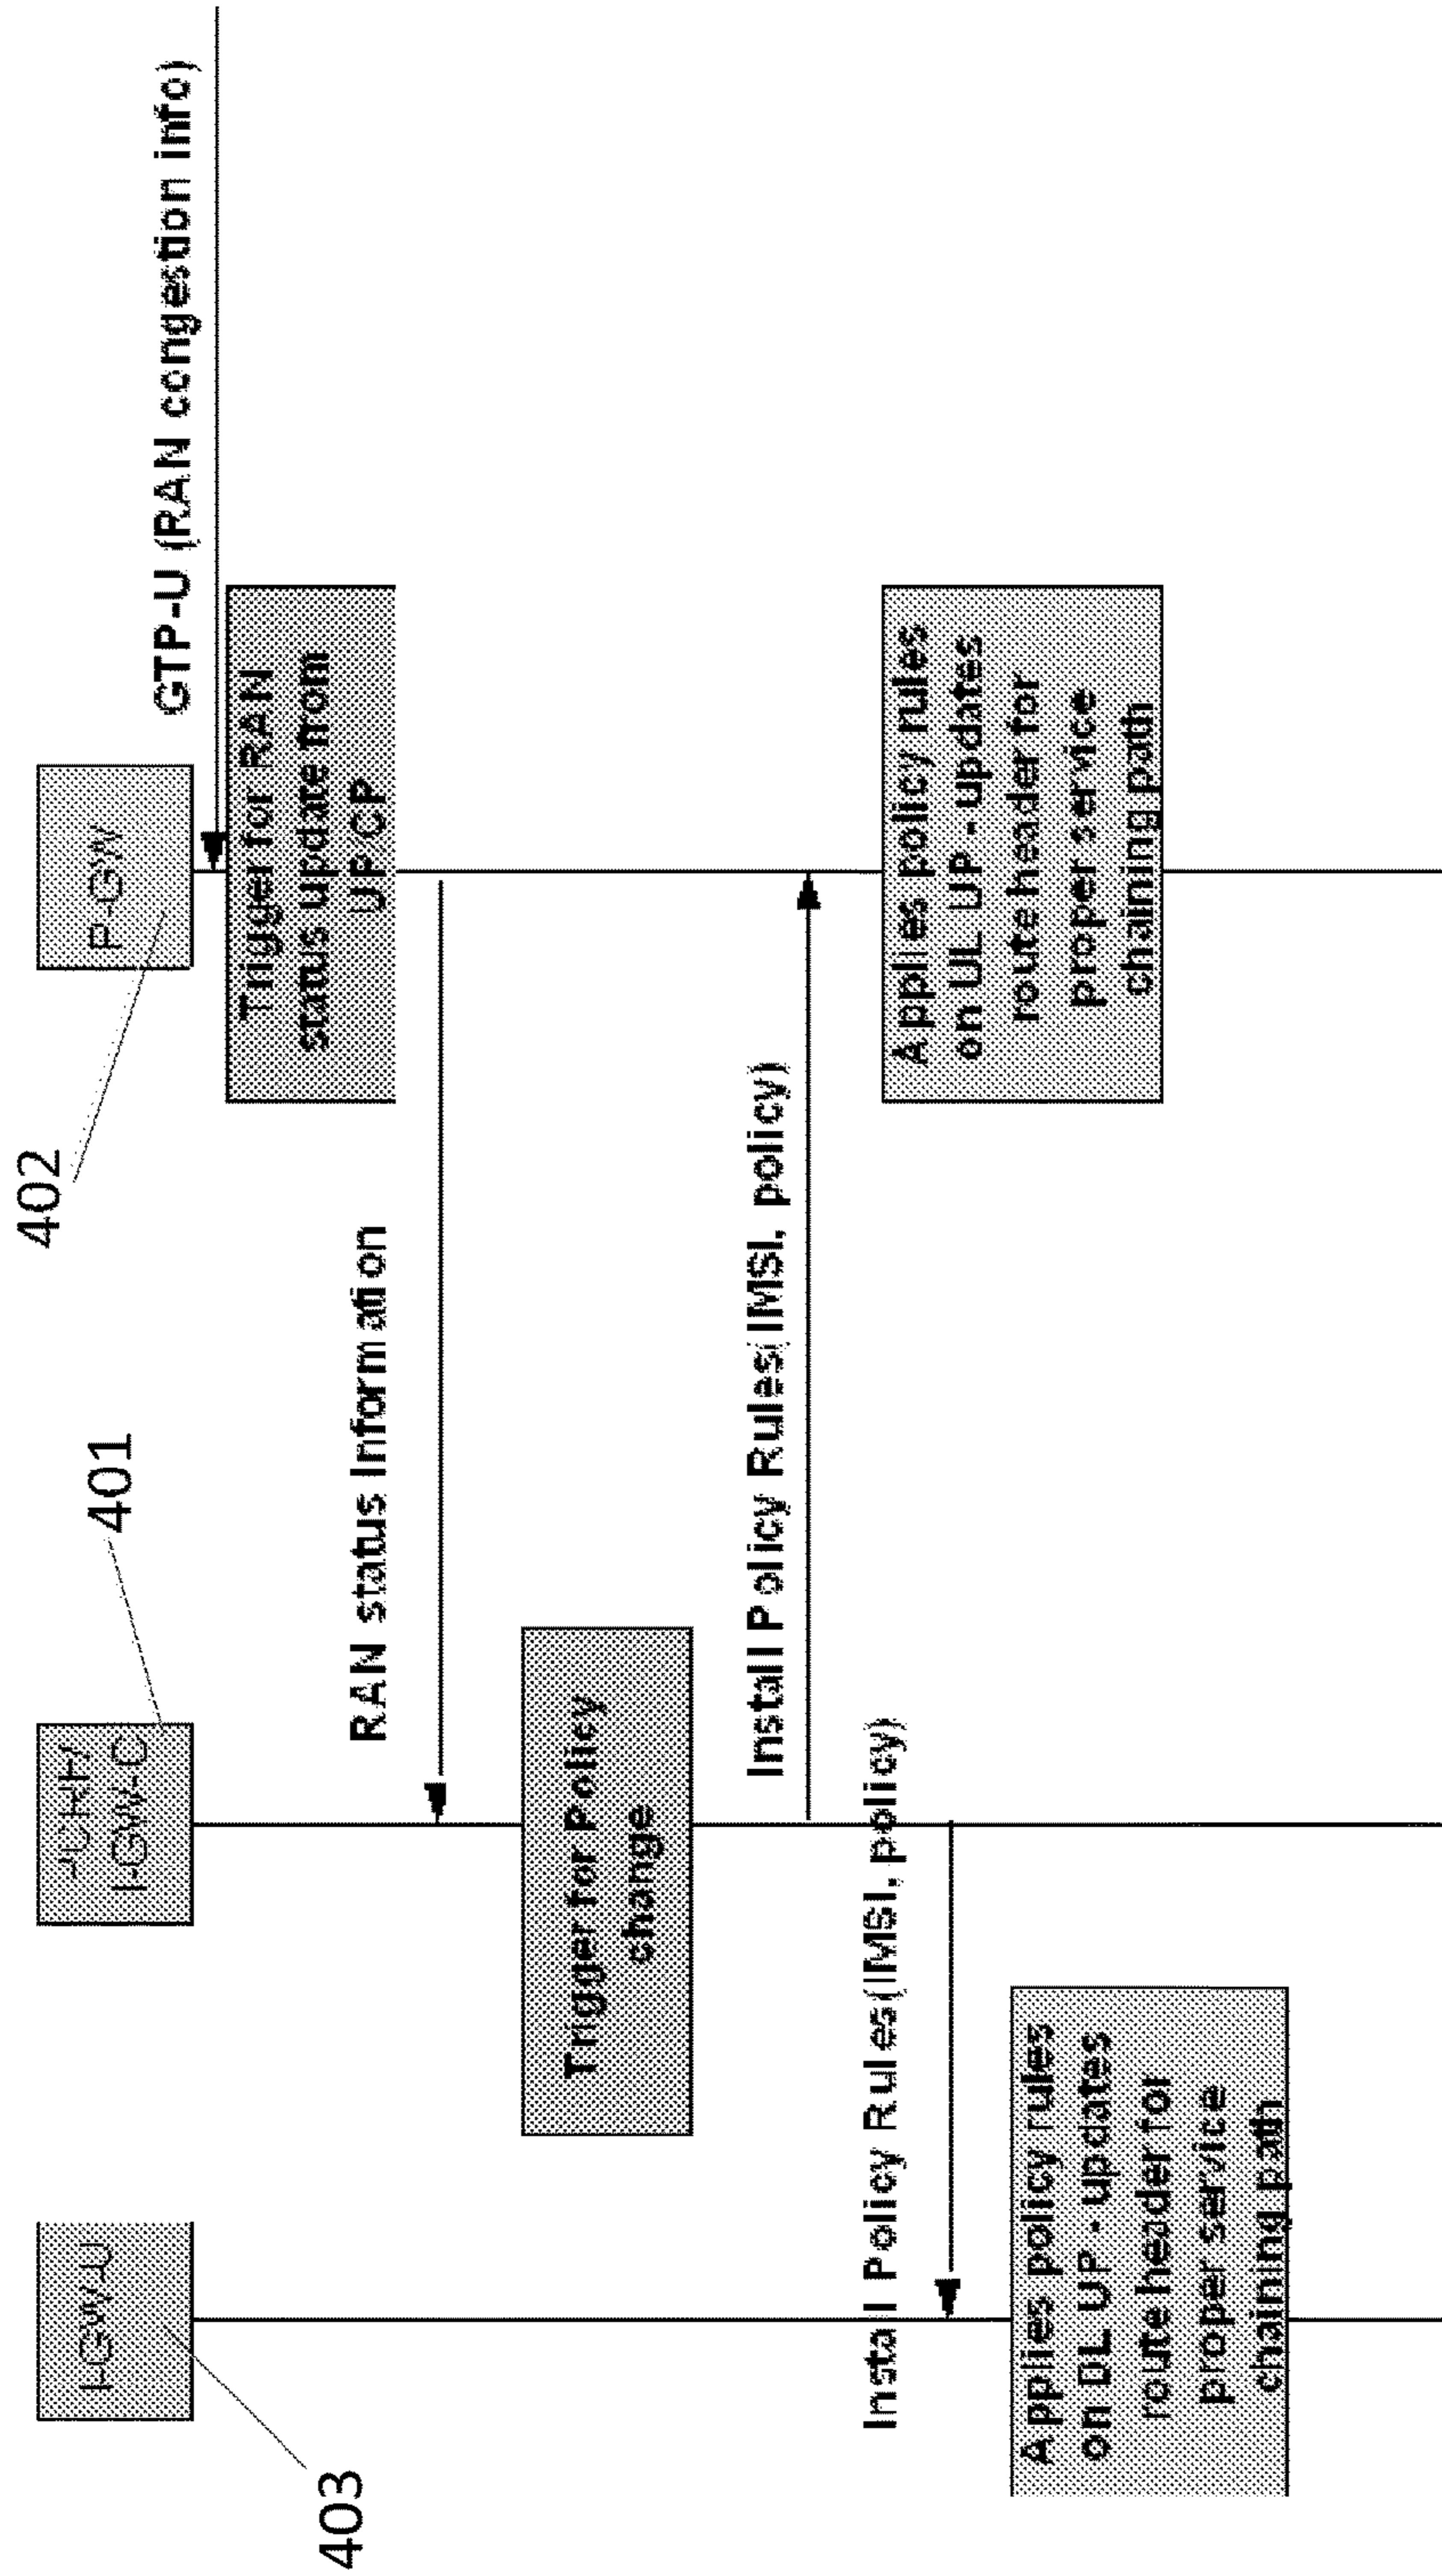 402
401
403
P-GW
I-GW-C
I-GW-U
GTP-U (RAN congestion info)
Trigger for RAN
status update from
UP/CP
RAN status Information
Trigger for Policy
change
Install Policy Rules(IMSI, policy)
Install Policy Rules(IMSI, policy)
Applies policy rules
on UL UP - updates
route header for
proper service
chaining path
Applies policy rules
on DL UP - updates
route header for
proper service
chaining path